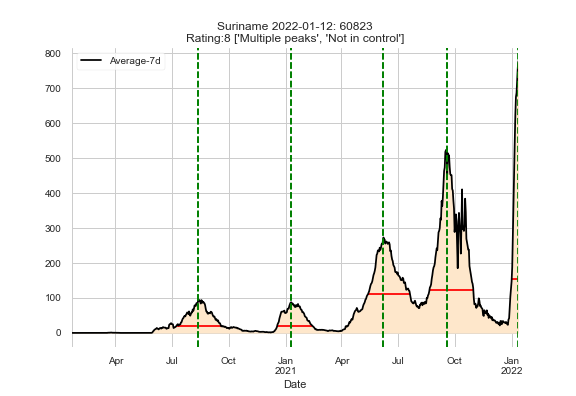 Suriname 2022-01-12: 60823
Rating:8 ['Multiple peaks', 'Not in control']
Average-7d
800
700
600
500
400
300
200
100
0
Apr Jul Oct Jan Apr Jul Oct Jan
2021 2022
Date